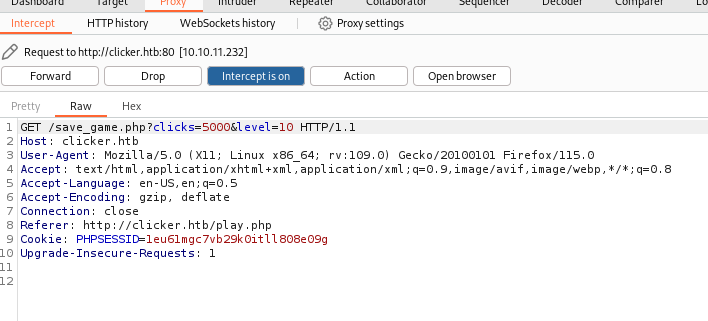 Dashboard Target Proxy Intruder Repeater Collaborator Sequencer Decoder Comparer
Intercept HTTP history WebSockets history Proxy settings
Request to http://clicker.htb:80 [10.10.11.232]
Forward Drop Intercept is on Action Open browser
Pretty Raw Hex
1 GET /save_game.php?clicks=5000&level=10 HTTP/1.1
2 Host: clicker.htb
3 User-Agent: Mozilla/5.0 (X11; Linux x86_64; rv:109.0) Gecko/20100101 Firefox/115.0
4 Accept: text/html,application/xhtml+xml,application/xml;q=0.9,image/avif,image/webp,*/*;q=0.8
5 Accept-Language: en-US,en;q=0.5
6 Accept-Encoding: gzip, deflate
7 Connection: close
8 Referer: http://clicker.htb/play.php
9 Cookie: PHPSESSID=1eu61mgc7vb29k0itll808e09g
10 Upgrade-Insecure-Requests: 1
11
12